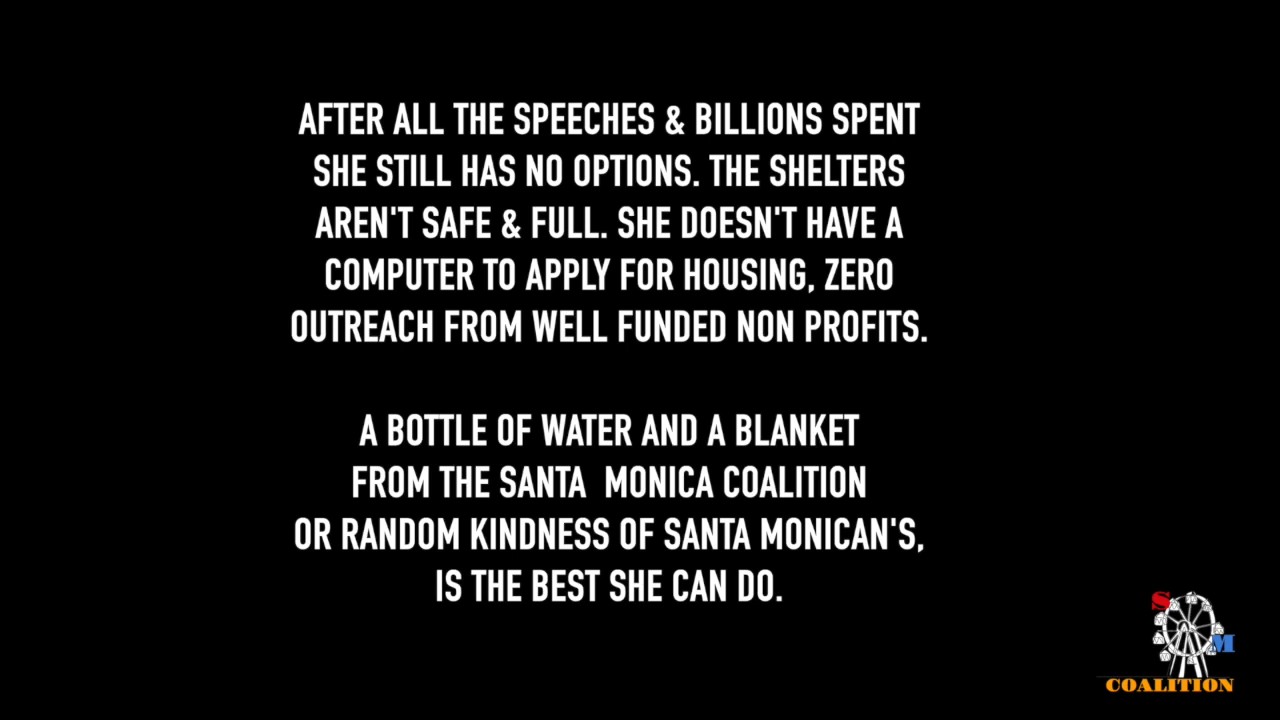 AFTER ALL THE SPEECHES & BILLIONS SPENT
SHE STILL HAS NO OPTIONS. THE SHELTERS
AREN'T SAFE & FULL. SHE DOESN'T HAVE A
COMPUTER TO APPLY FOR HOUSING, ZERO
OUTREACH FROM WELL FUNDED NON PROFITS.
A BOTTLE OF WATER AND A BLANKET
FROM THE SANTA  MONICA COALITION
OR RANDOM KINDNESS OF SANTA MONICAN'S,
IS THE BEST SHE CAN DO.
S
M
COALITION